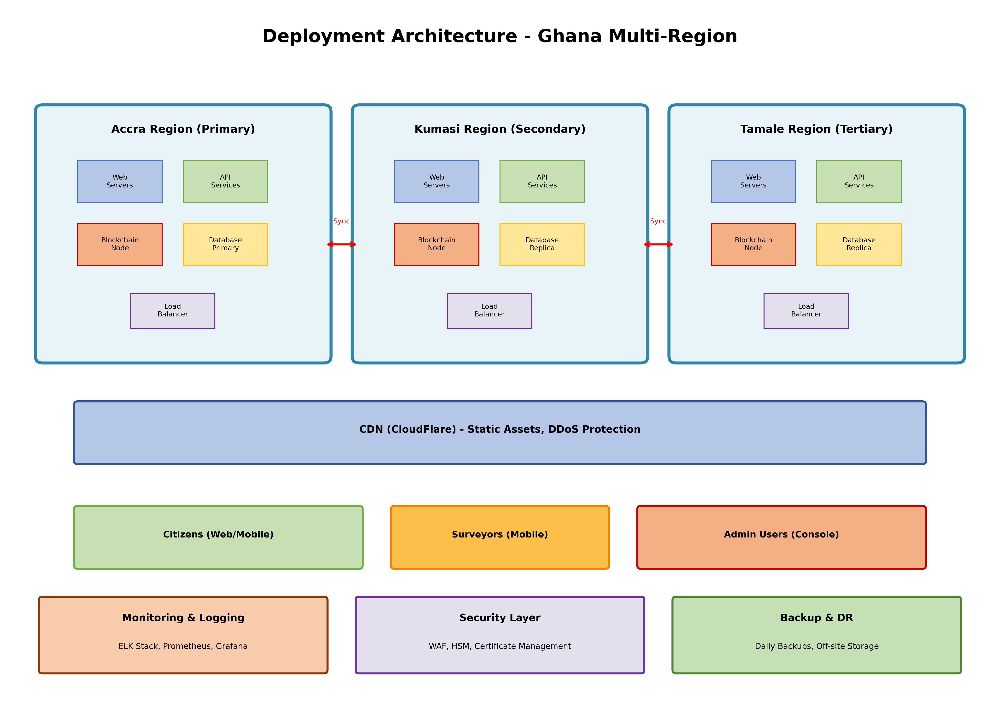 Deployment Architecture - Ghana Multi-Region
Accra Region (Primary)
Web
Servers
API
Services
Blockchain
Node
Database
Primary
Load
Balancer
Sync
Kumasi Region (Secondary)
Web
Servers
API
Services
Blockchain
Node
Database
Replica
Load
Balancer
Sync
Tamale Region (Tertiary)
Web
Servers
API
Services
Blockchain
Node
Database
Replica
Load
Balancer
CDN (CloudFlare) - Static Assets, DDoS Protection
Citizens (Web/Mobile)
Surveyors (Mobile)
Admin Users (Console)
Monitoring & Logging
ELK Stack, Prometheus, Grafana
Security Layer
WAF, HSM, Certificate Management
Backup & DR
Daily Backups, Off-site Storage